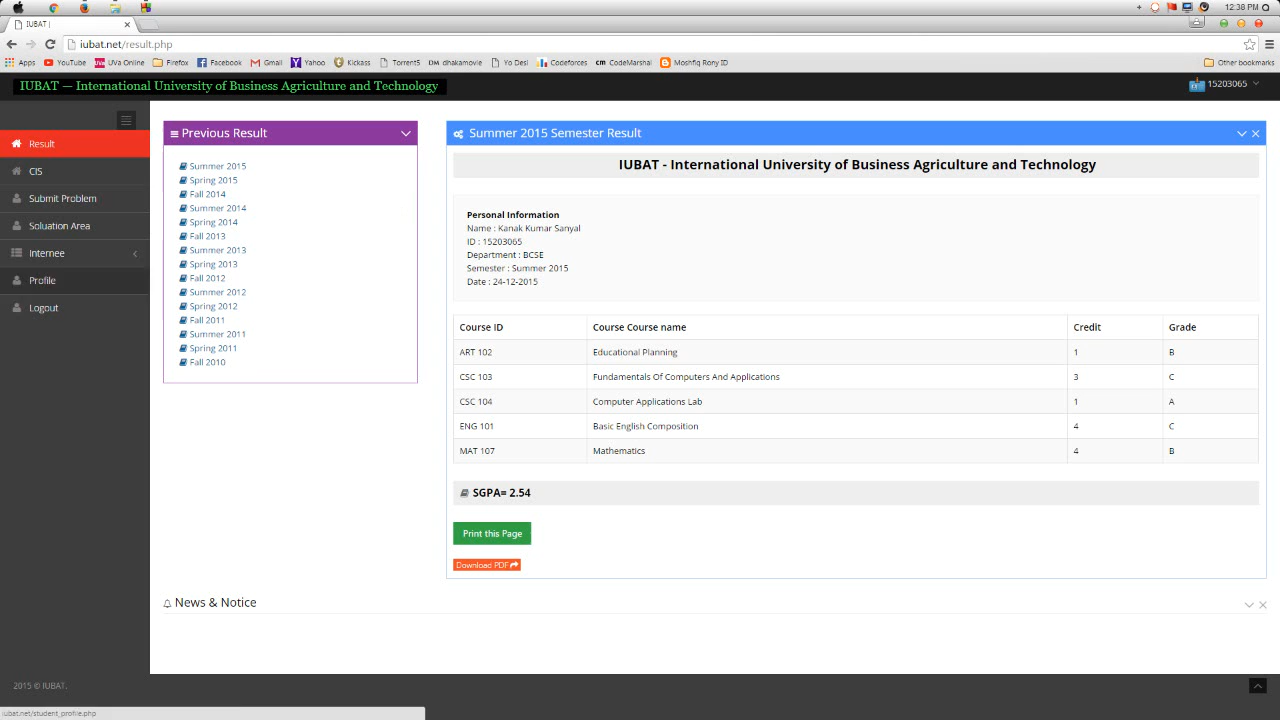 12:38 PM
IUBAT |
iubat.net/result.php
Apps YouTube UVa Online Firefox Facebook Gmail Yahoo Kickass Torrent5 DM dhakamovie Yo Desi Codeforces cm CodeMarshal Moshfiq Rony ID Other bookmarks
IUBAT — International University of Business Agriculture and Technology 15203065
Result
CIS
Submit Problem
Soluation Area
Internee
Profile
Logout
Previous Result
Summer 2015
Spring 2015
Fall 2014
Summer 2014
Spring 2014
Fall 2013
Summer 2013
Spring 2013
Fall 2012
Summer 2012
Spring 2012
Fall 2011
Summer 2011
Spring 2011
Fall 2010
Summer 2015 Semester Result
IUBAT - International University of Business Agriculture and Technology
Personal Information
Name : Kanak Kumar Sanyal
ID : 15203065
Department : BCSE
Semester : Summer 2015
Date : 24-12-2015
Course ID Course Course name Credit Grade
ART 102 Educational Planning 1 B
CSC 103 Fundamentals Of Computers And Applications 3 C
CSC 104 Computer Applications Lab 1 A
ENG 101 Basic English Composition 4 C
MAT 107 Mathematics 4 B
SGPA= 2.54
Print this Page
Download PDF
News & Notice
2015 © IUBAT.
iubat.net/student_profile.php